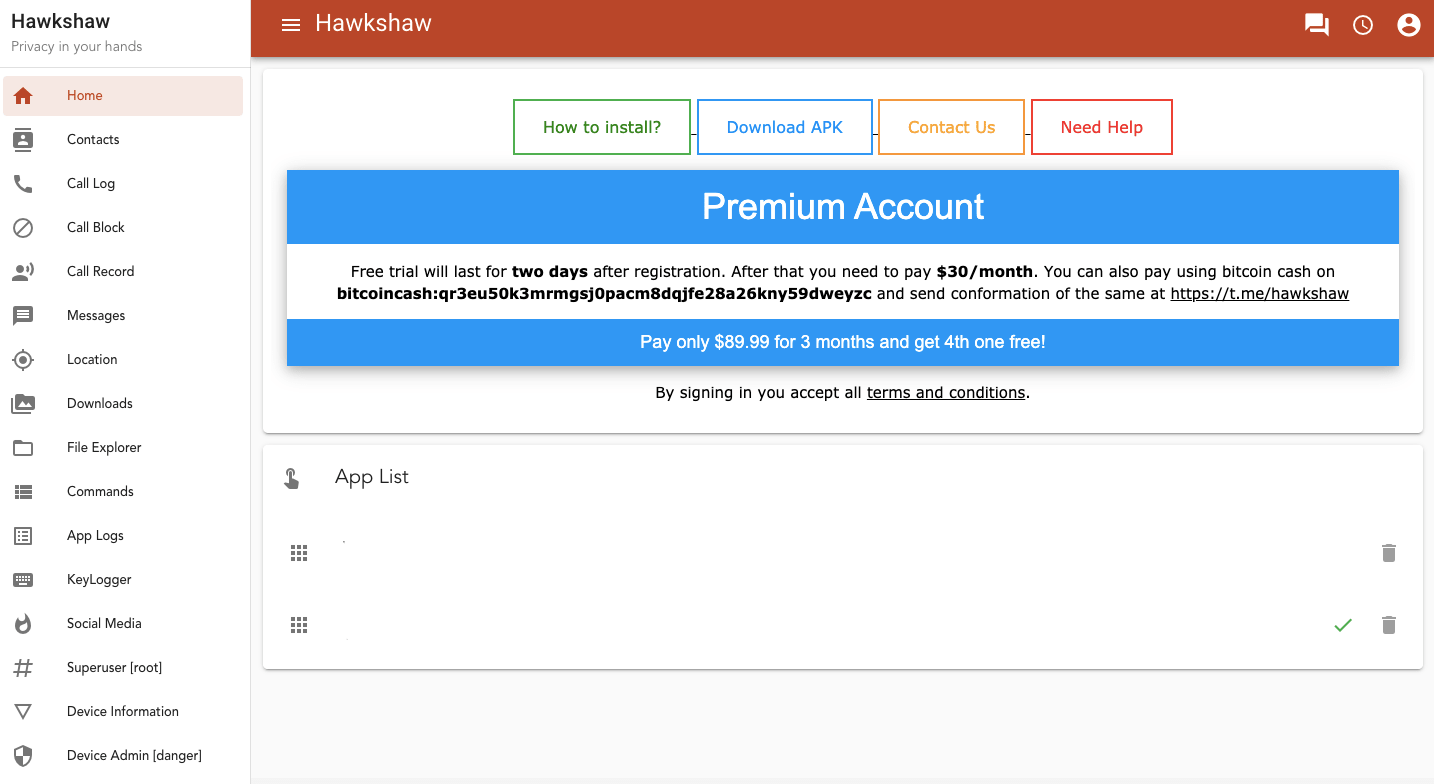 Hawkshaw
Privacy in your hands
Home
Contacts
Call Log
Call Block
Call Record
Messages
Location
Downloads
File Explorer
Commands
App Logs
KeyLogger
Social Media
Superuser [root]
Device Information
Device Admin [danger]
Hawkshaw
How to install? Download APK Contact Us Need Help
Premium Account
Free trial will last for two days after registration. After that you need to pay $30/month. You can also pay using bitcoin cash on
bitcoincash:qr3eu50k3mrmgsj0pacm8dqjfe28a26kny59dweyzc and send conformation of the same at https://t.me/hawkshaw
Pay only $89.99 for 3 months and get 4th one free!
By signing in you accept all terms and conditions.
App List